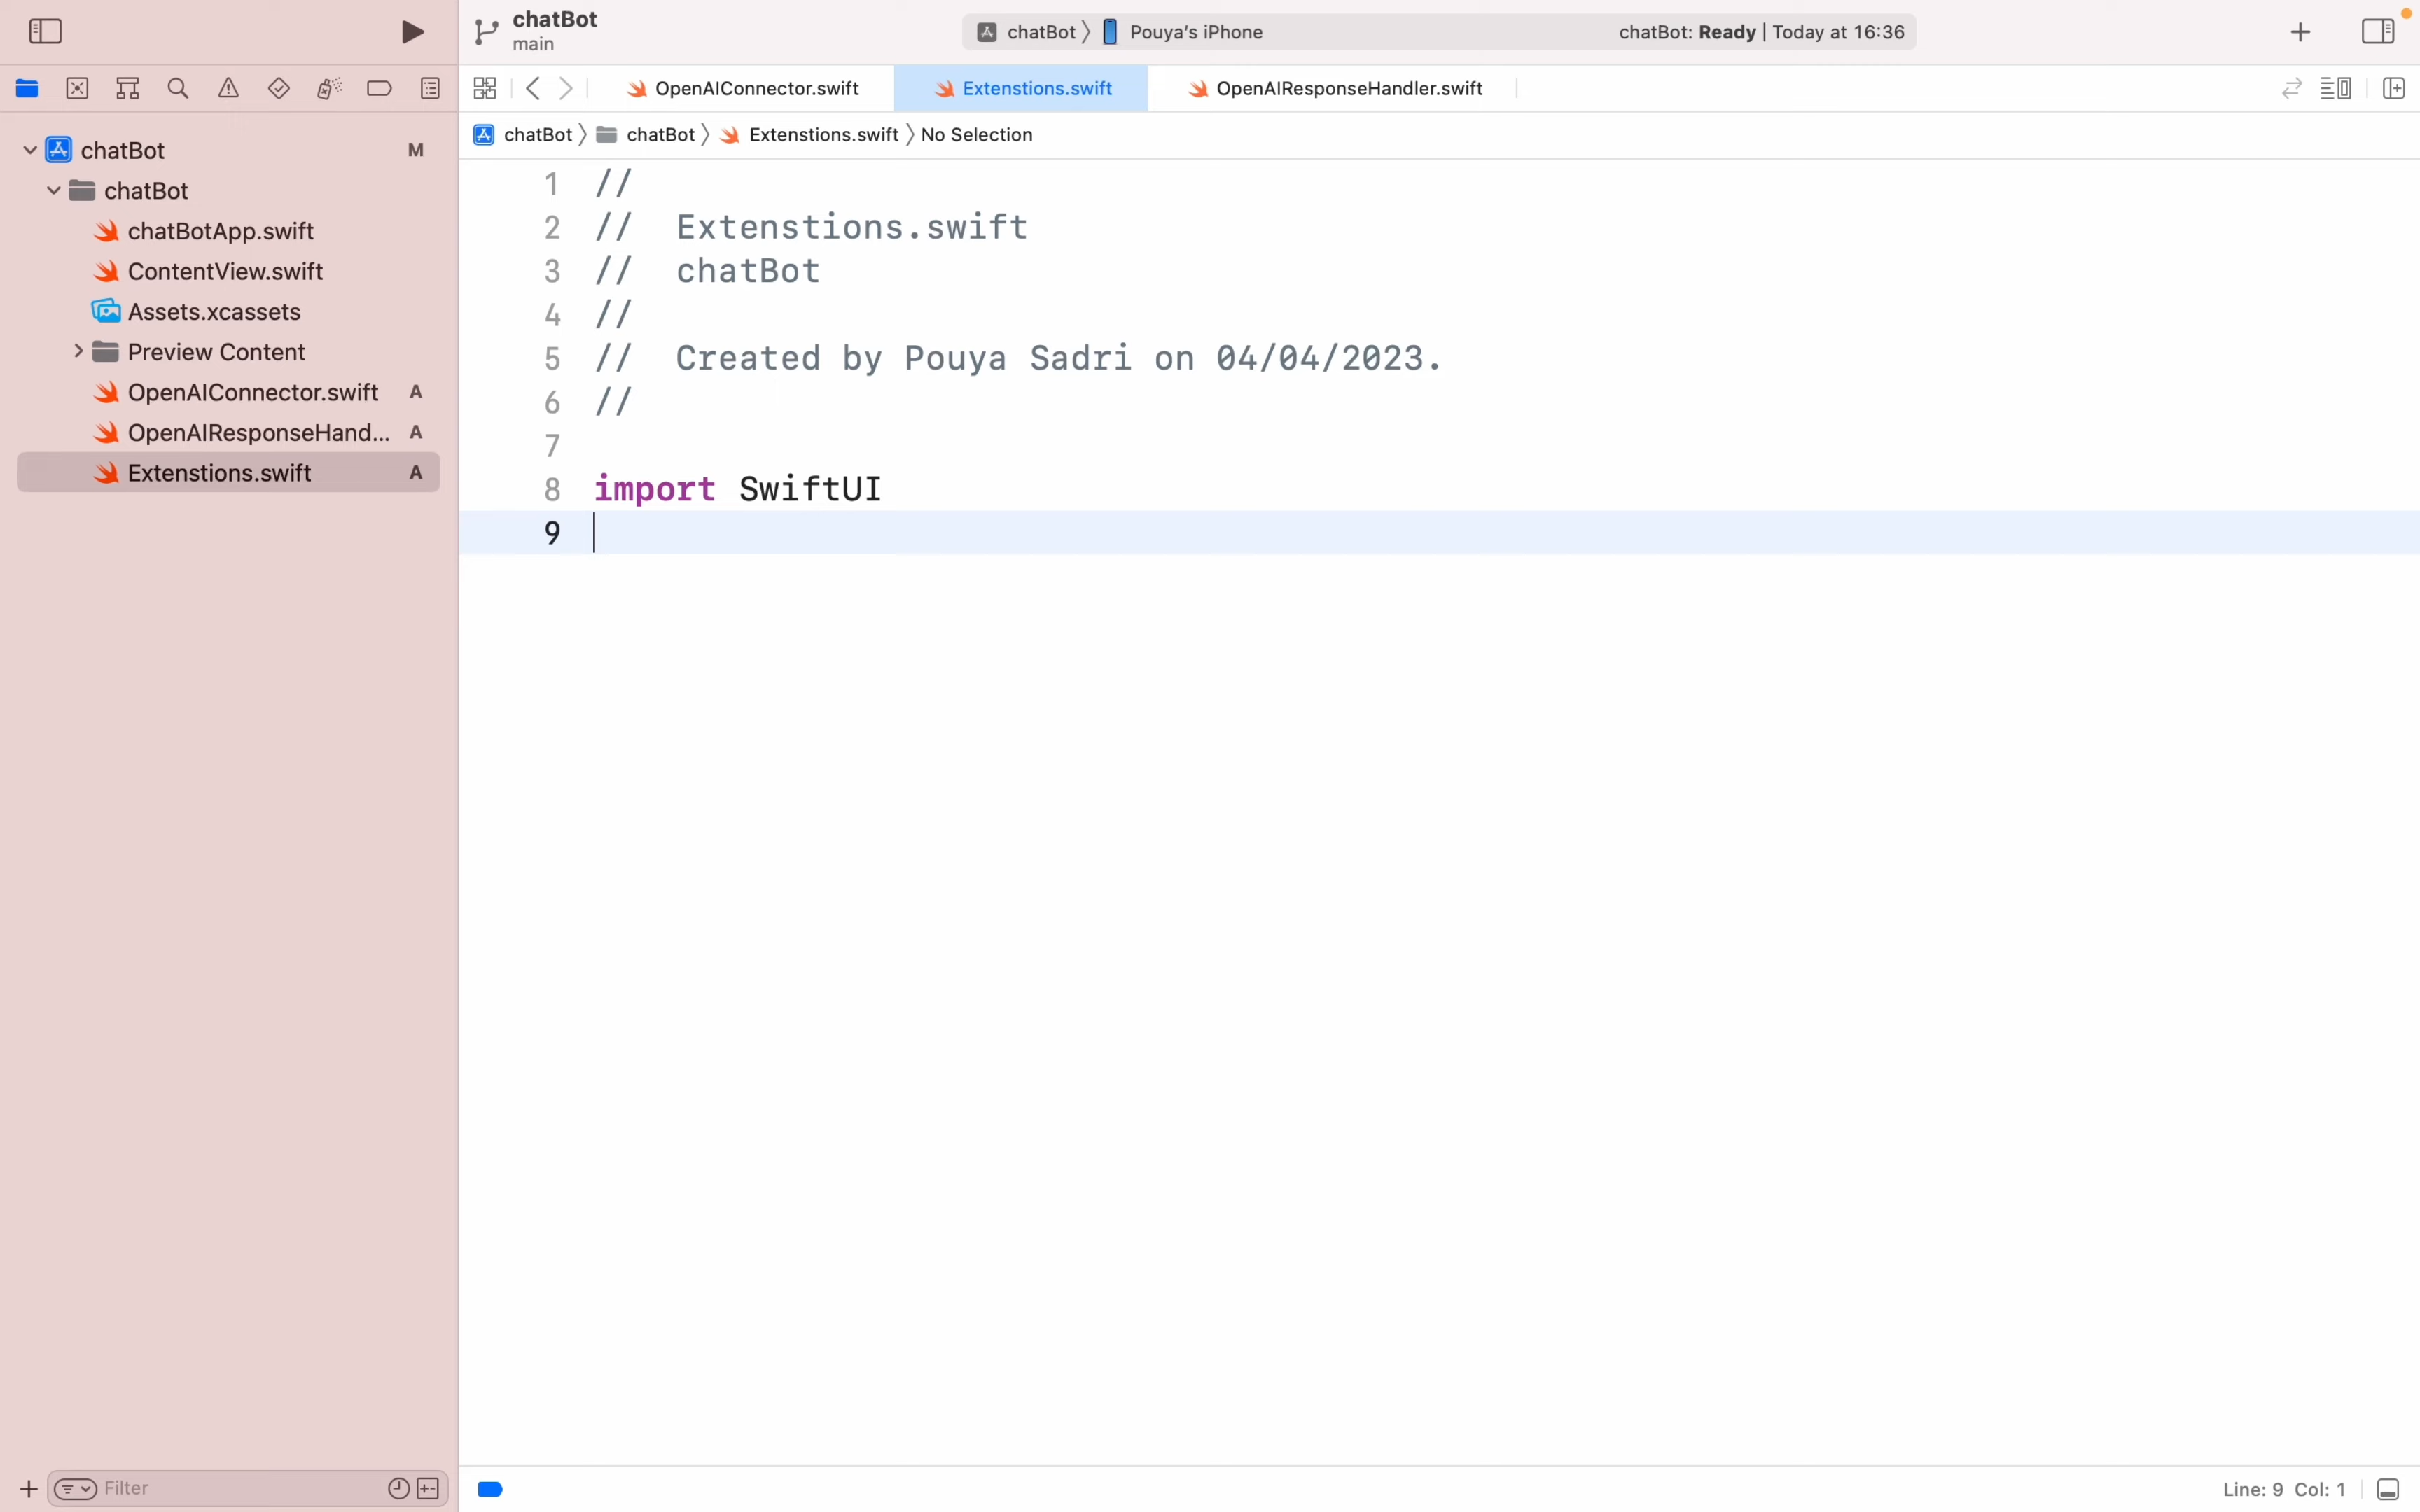 chatBot
main
chatBot
Pouya's iPhone
chatBot: Ready | Today at 16:36
OpenAIConnector.swift
Extenstions.swift
OpenAIResponseHandler.swift
chatBot
chatBot
Extenstions.swift
No Selection
chatBot M
chatBot
chatBotApp.swift
ContentView.swift
Assets.xcassets
Preview Content
OpenAIConnector.swift A
OpenAIResponseHand... A
Extenstions.swift A
1 //
2 // Extenstions.swift
3 // chatBot
4 //
5 // Created by Pouya Sadri on 04/04/2023.
6 //
7
8 import SwiftUI
9
Filter
Line: 9 Col: 1